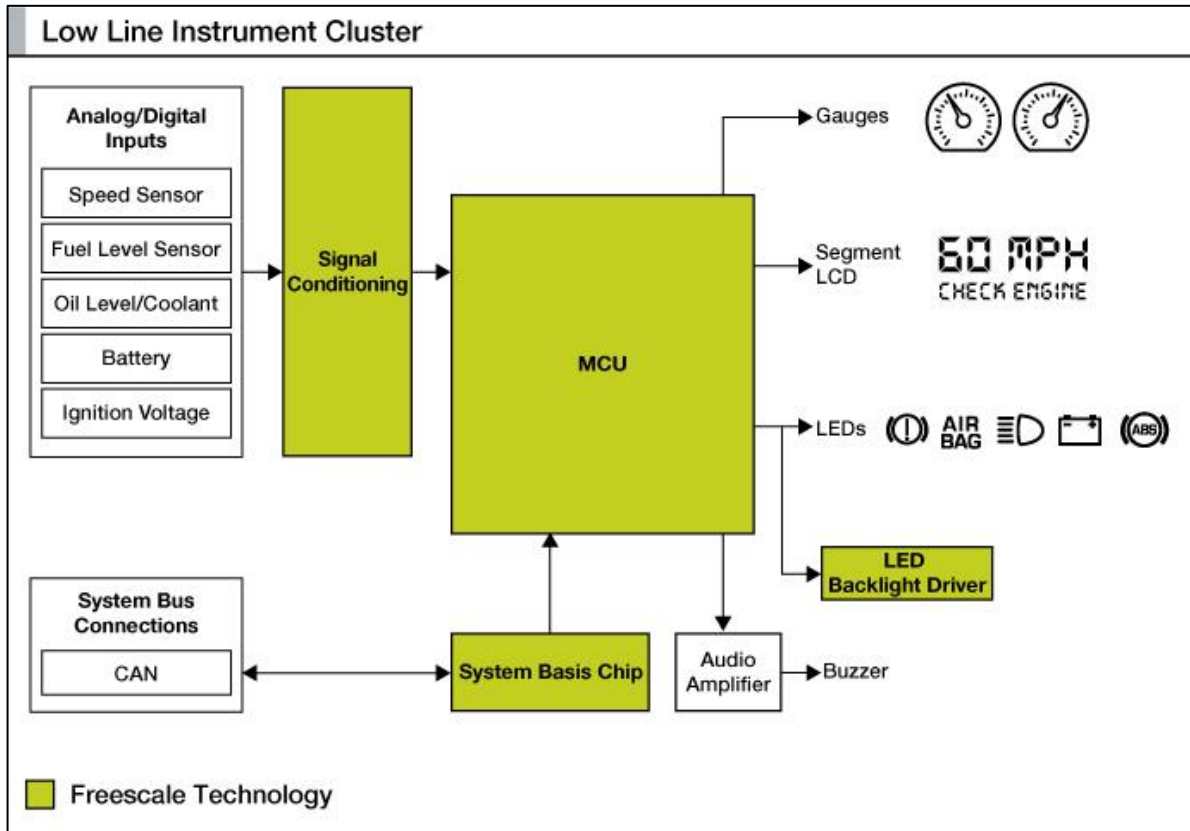 Low Line Instrument Cluster
Analog/Digital
Inputs
Speed Sensor
Fuel Level Sensor
Oil Level/Coolant
Battery
Ignition Voltage
Signal
Conditioning
MCU
Gauges
Segment
LCD
60 MPH
CHECK ENGINE
LEDs
AIR
BAG
ABS
LED
Backlight Driver
System Bus
Connections
CAN
System Basis Chip
Audio
Amplifier
Buzzer
Freescale Technology